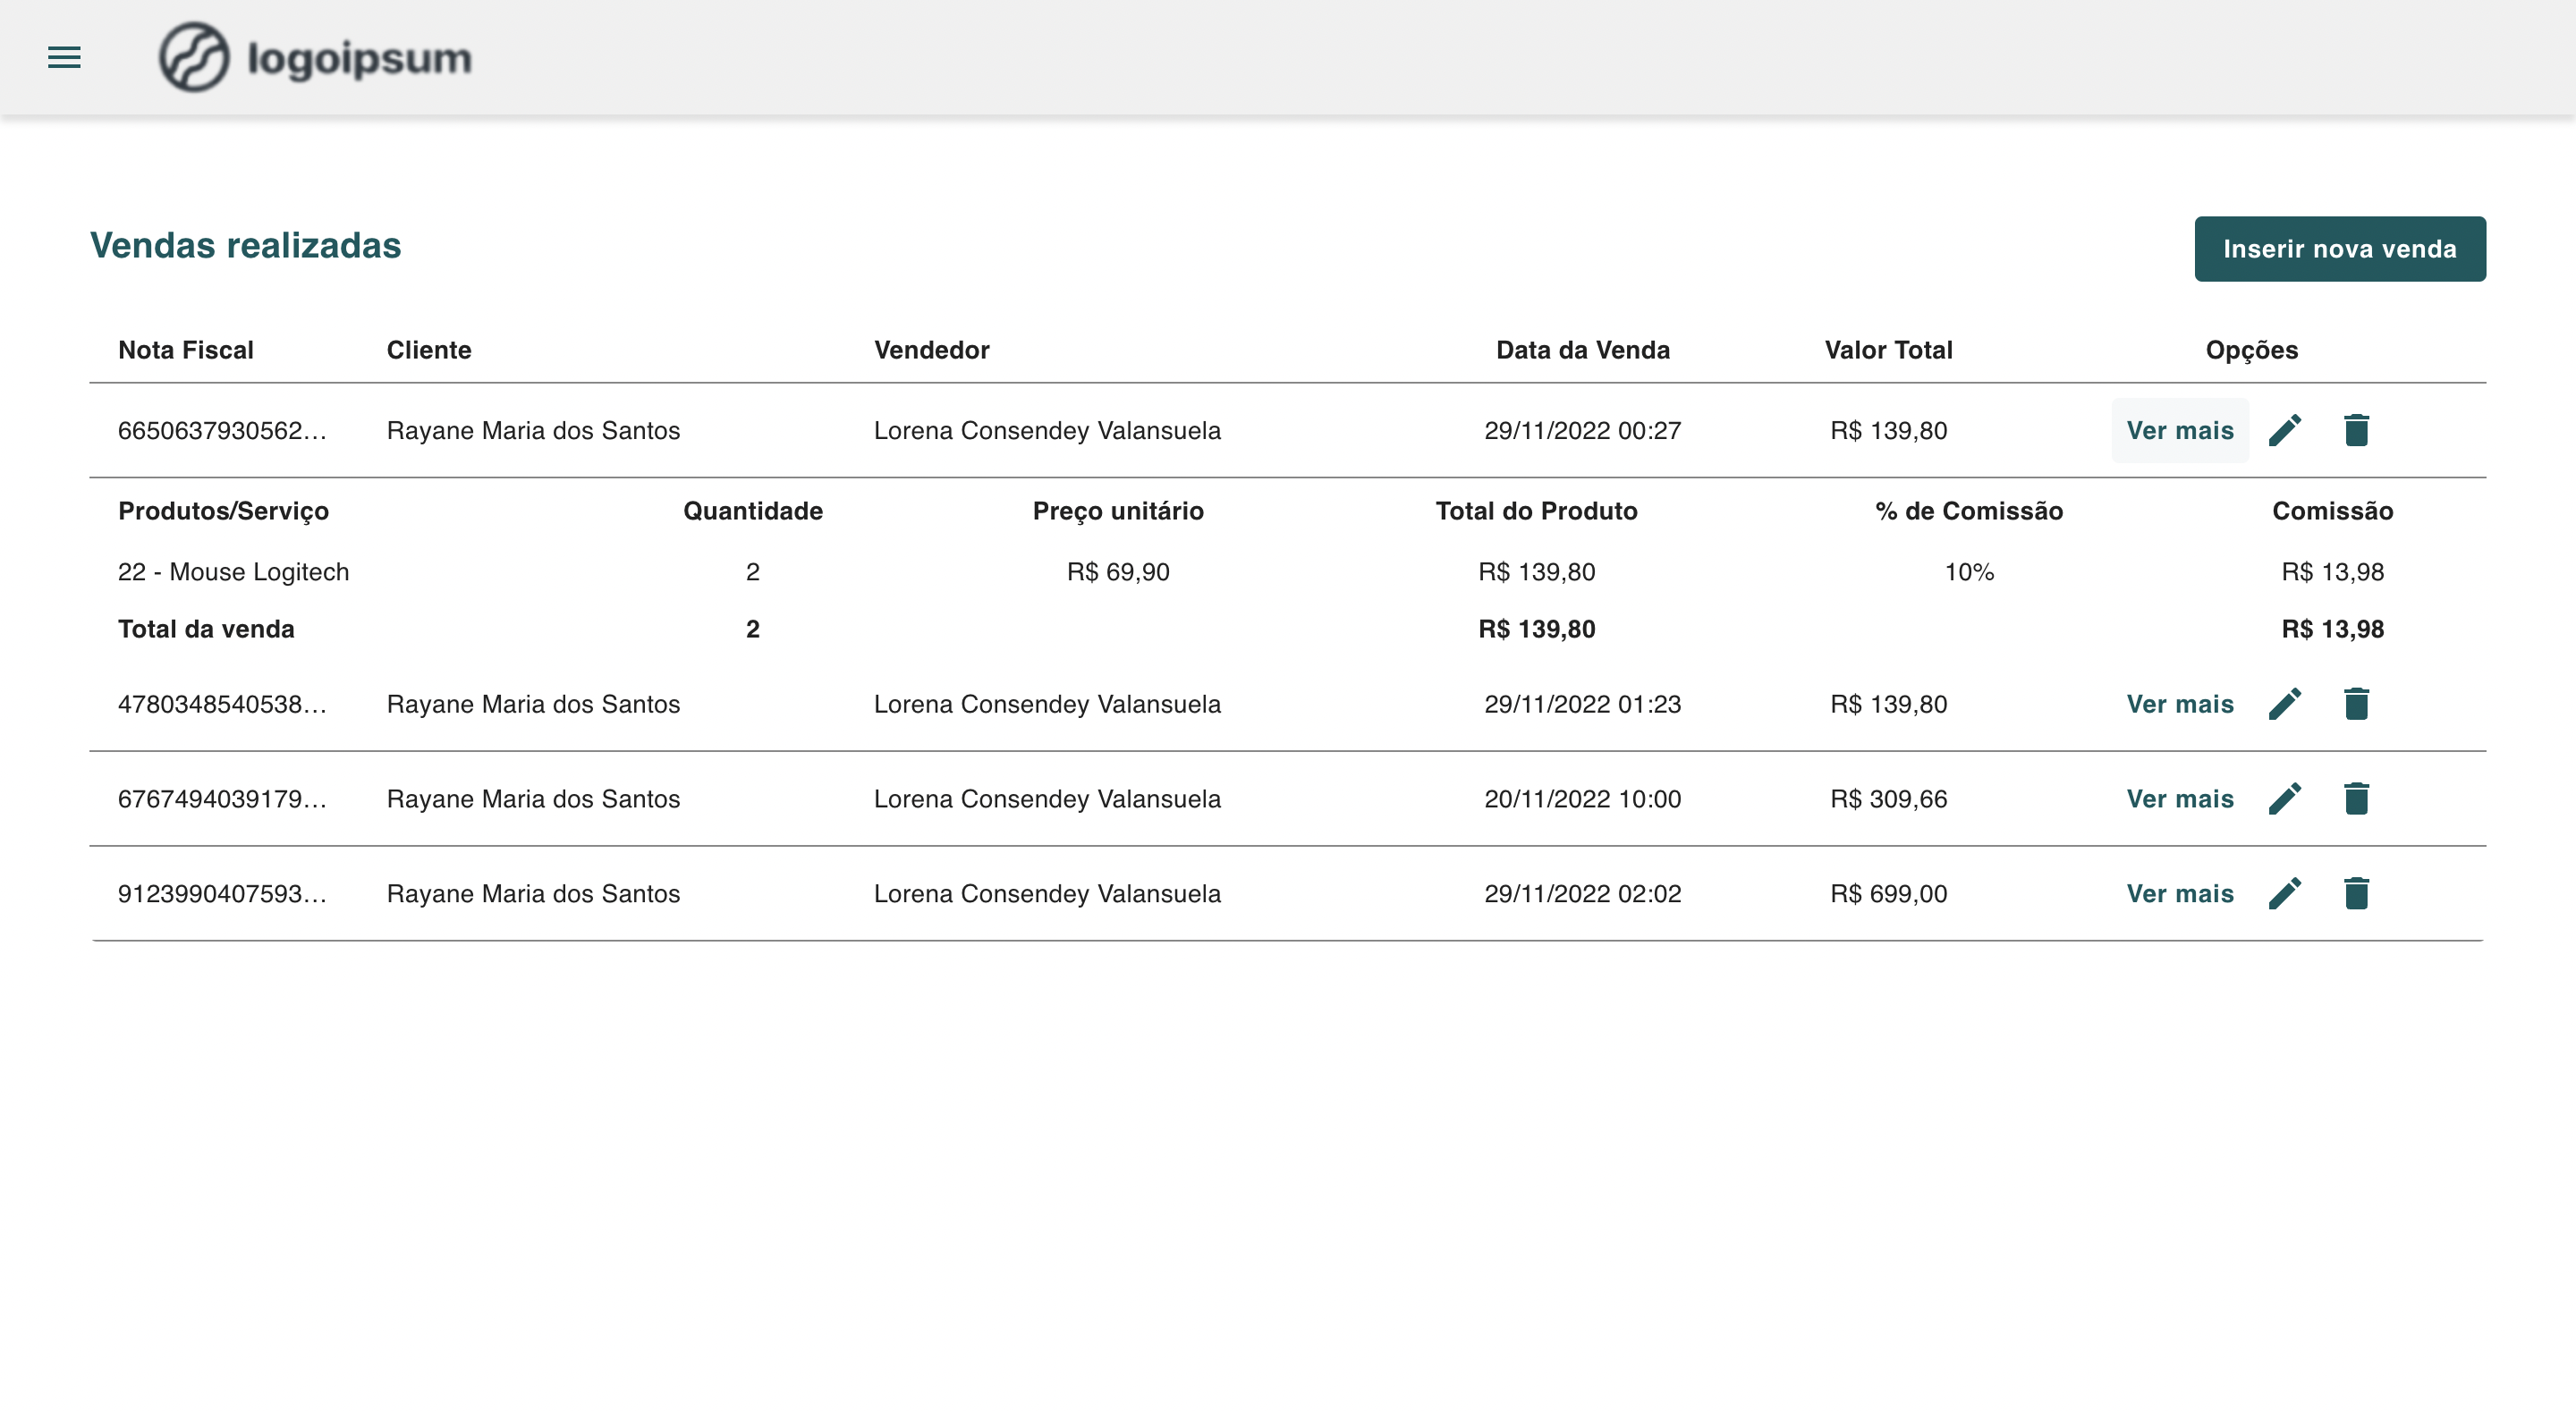 logoipsum
Vendas realizadas Inserir nova venda
Nota Fiscal Cliente Vendedor Data da Venda Valor Total Opções
6650637930562... Rayane Maria dos Santos Lorena Consendey Valansuela 29/11/2022 00:27 R$ 139,80 Ver mais
Produtos/Serviço Quantidade Preço unitário Total do Produto % de Comissão Comissão
22 - Mouse Logitech 2 R$ 69,90 R$ 139,80 10% R$ 13,98
Total da venda 2 R$ 139,80 R$ 13,98
4780348540538... Rayane Maria dos Santos Lorena Consendey Valansuela 29/11/2022 01:23 R$ 139,80 Ver mais
6767494039179... Rayane Maria dos Santos Lorena Consendey Valansuela 20/11/2022 10:00 R$ 309,66 Ver mais
9123990407593... Rayane Maria dos Santos Lorena Consendey Valansuela 29/11/2022 02:02 R$ 699,00 Ver mais